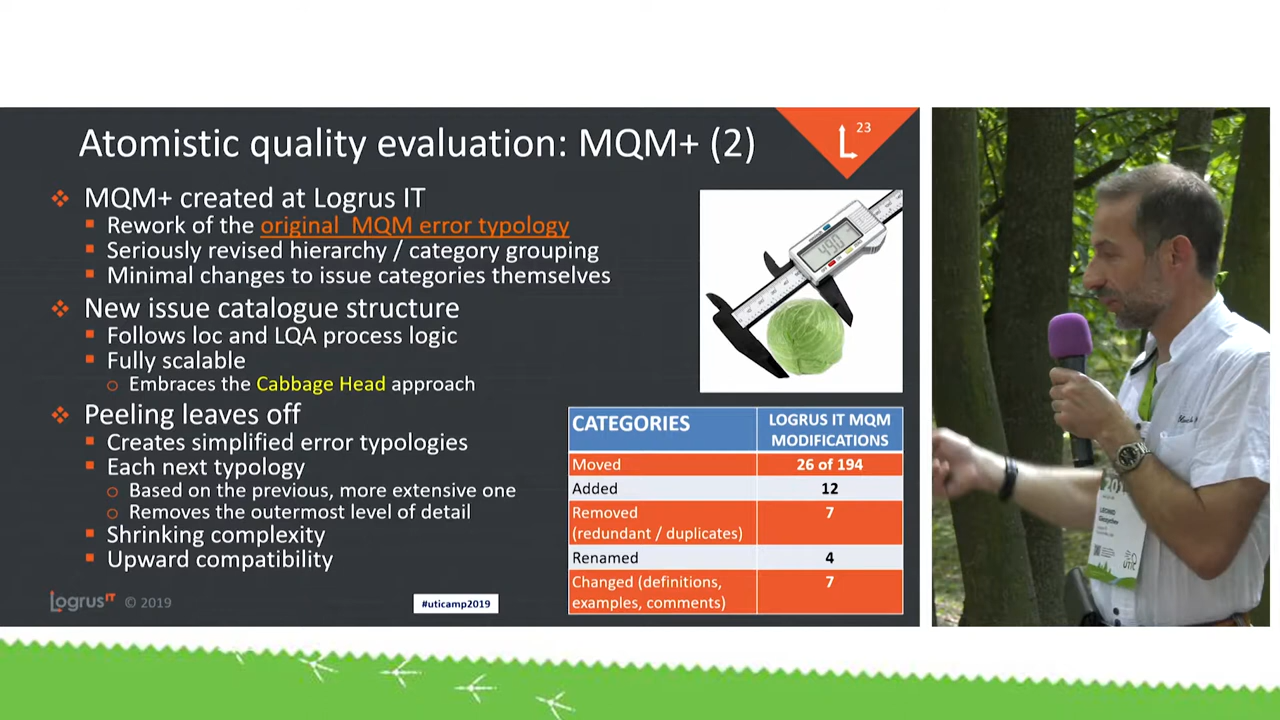 Atomistic quality evaluation: MQM+ (2)
23
MQM+ created at Logrus IT
Rework of the original MQM error typology
Seriously revised hierarchy / category grouping
Minimal changes to issue categories themselves
New issue catalogue structure
Follows loc and LQA process logic
Fully scalable
Embraces the Cabbage Head approach
Peeling leaves off
Creates simplified error typologies
Each next typology
Based on the previous, more extensive one
Removes the outermost level of detail
Shrinking complexity
Upward compatibility
CATEGORIES
LOGRUS IT MQM
MODIFICATIONS
Moved 26 of 194
Added 12
Removed 7
(redundant / duplicates)
Renamed 4
Changed (definitions, 7
examples, comments)
LogrusIT © 2019
#uticamp2019